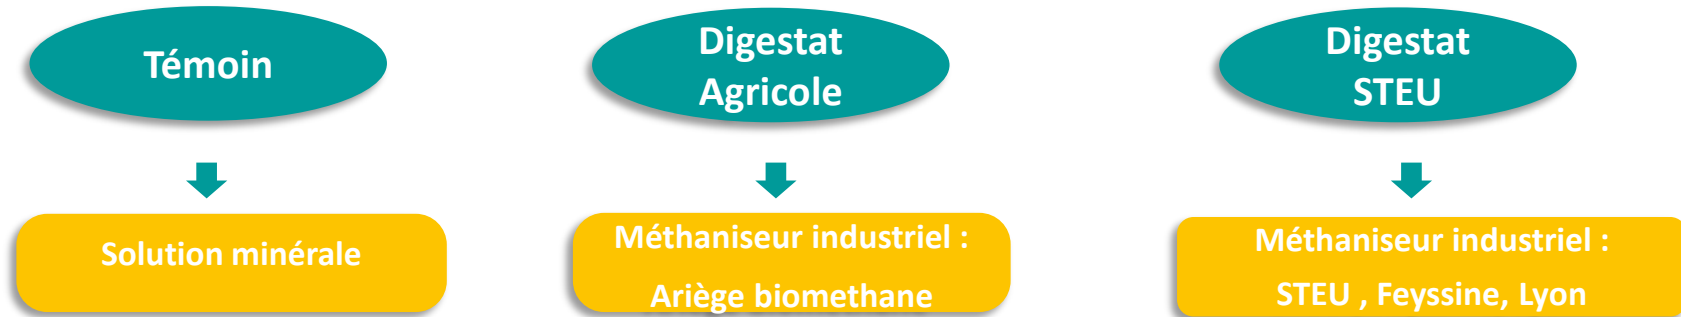 Témoin
Solution minérale
Digestat
Agricole
Méthaniseur industriel :
Ariège biomethane
Digestat
STEU
Méthaniseur industriel :
STEU , Feyssine, Lyon